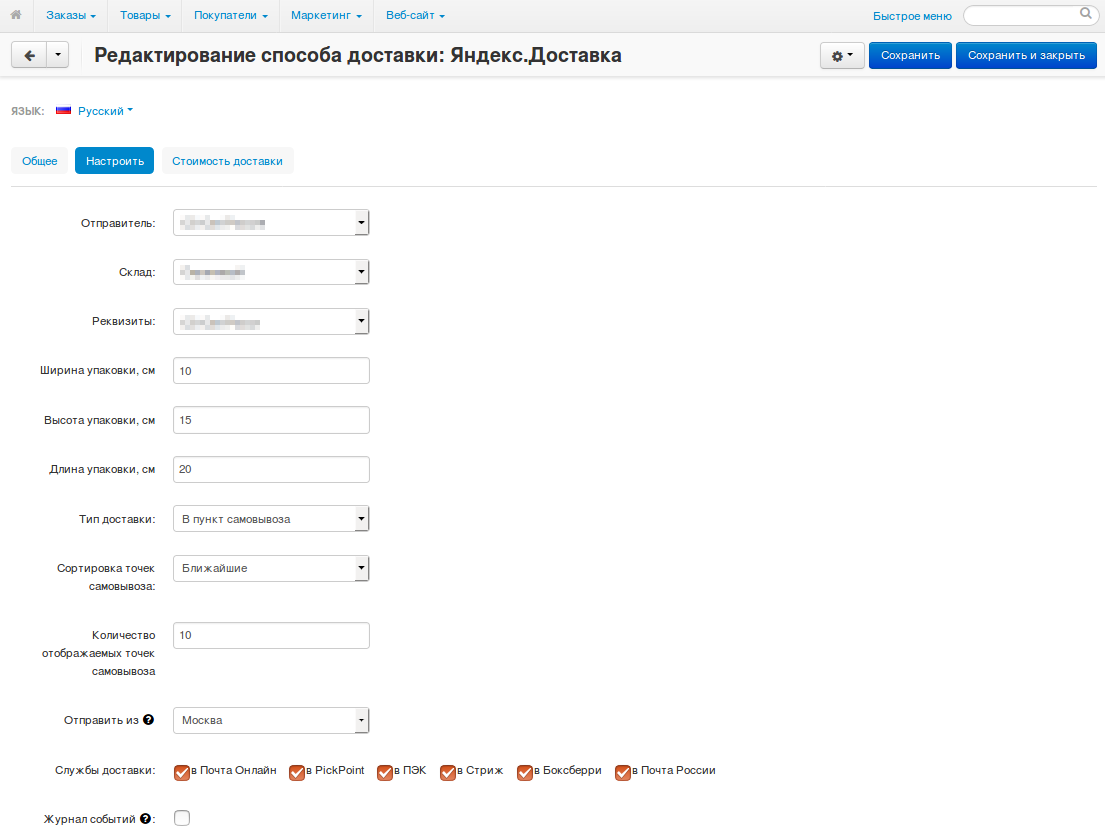 Заказы Товары Покупатели Маркетинг Веб-сайт Быстрое меню
Редактирование способа доставки: Яндекс.Доставка Сохранить Сохранить и закрыть
ЯЗЫК: Русский
Общее Настроить Стоимость доставки
Отправитель:
Склад:
Реквизиты:
Ширина упаковки, см 10
Высота упаковки, см 15
Длина упаковки, см 20
Тип доставки: В пункт самовывоза
Сортировка точек Ближайшие
самовывоза:
Количество 10
отображаемых точек
самовывоза
Отправить из ? Москва
Службы доставки: в Почта Онлайн в PickPoint в ПЭК в Стриж в Боксберри в Почта России
Журнал событий ? :